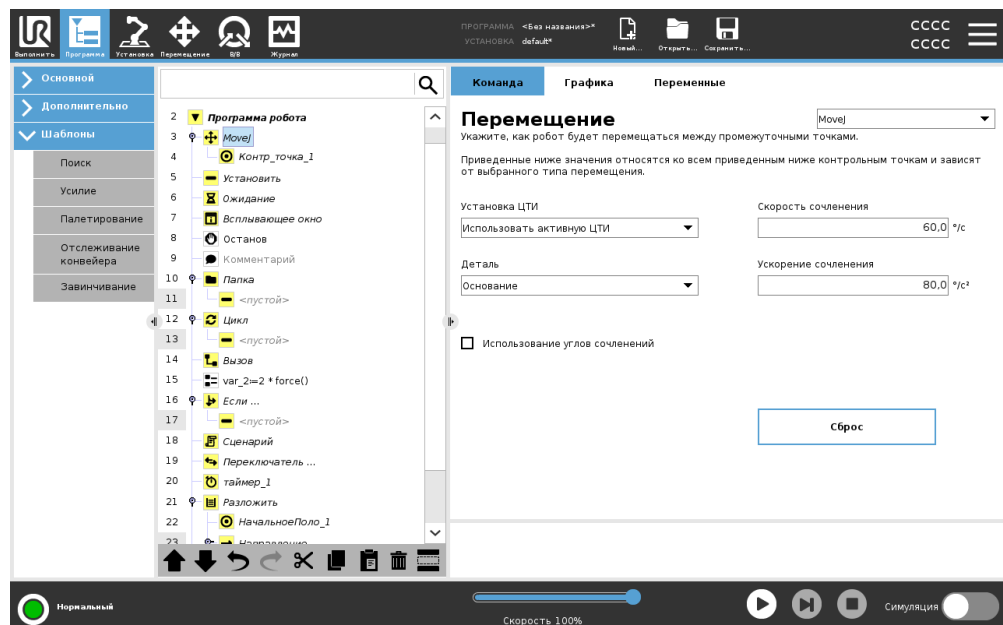 UR
ПРОГРАММА <Без названия>*
УСТАНОВКА default*
Выполнить Программа Установка Перемещение В/В Журнал
Новый... Открыть... Сохранить...
CCCC
CCCC
Основной
Дополнительно
Шаблоны
Поиск
Усилие
Палетирование
Отслеживание
конвейера
Завинчивание
2 Программа робота
3 MoveJ
4 Контр_точка_1
5 Установить
6 Ожидание
7 Всплывающее окно
8 Останов
9 Комментарий
10 Папка
11 <пустой>
12 Цикл
13 <пустой>
14 Вызов
15 var_2≔2 * force()
16 Если ...
17 <пустой>
18 Сценарий
19 Переключатель ...
20 таймер_1
21 Разложить
22 НачальноеПоло_1
23 Направление
Команда Графика Переменные
Перемещение MoveJ
Укажите, как робот будет перемещаться между промежуточными точками.
Приведенные ниже значения относятся ко всем приведенным ниже контрольным точкам и зависят
от выбранного типа перемещения.
Установка ЦТИ Скорость сочленения
Использовать активную ЦТИ 60,0 °/с
Деталь Ускорение сочленения
Основание 80,0 °/с²
Использование углов сочленений
Сброс
Нормальный
Скорость 100%
Симуляция